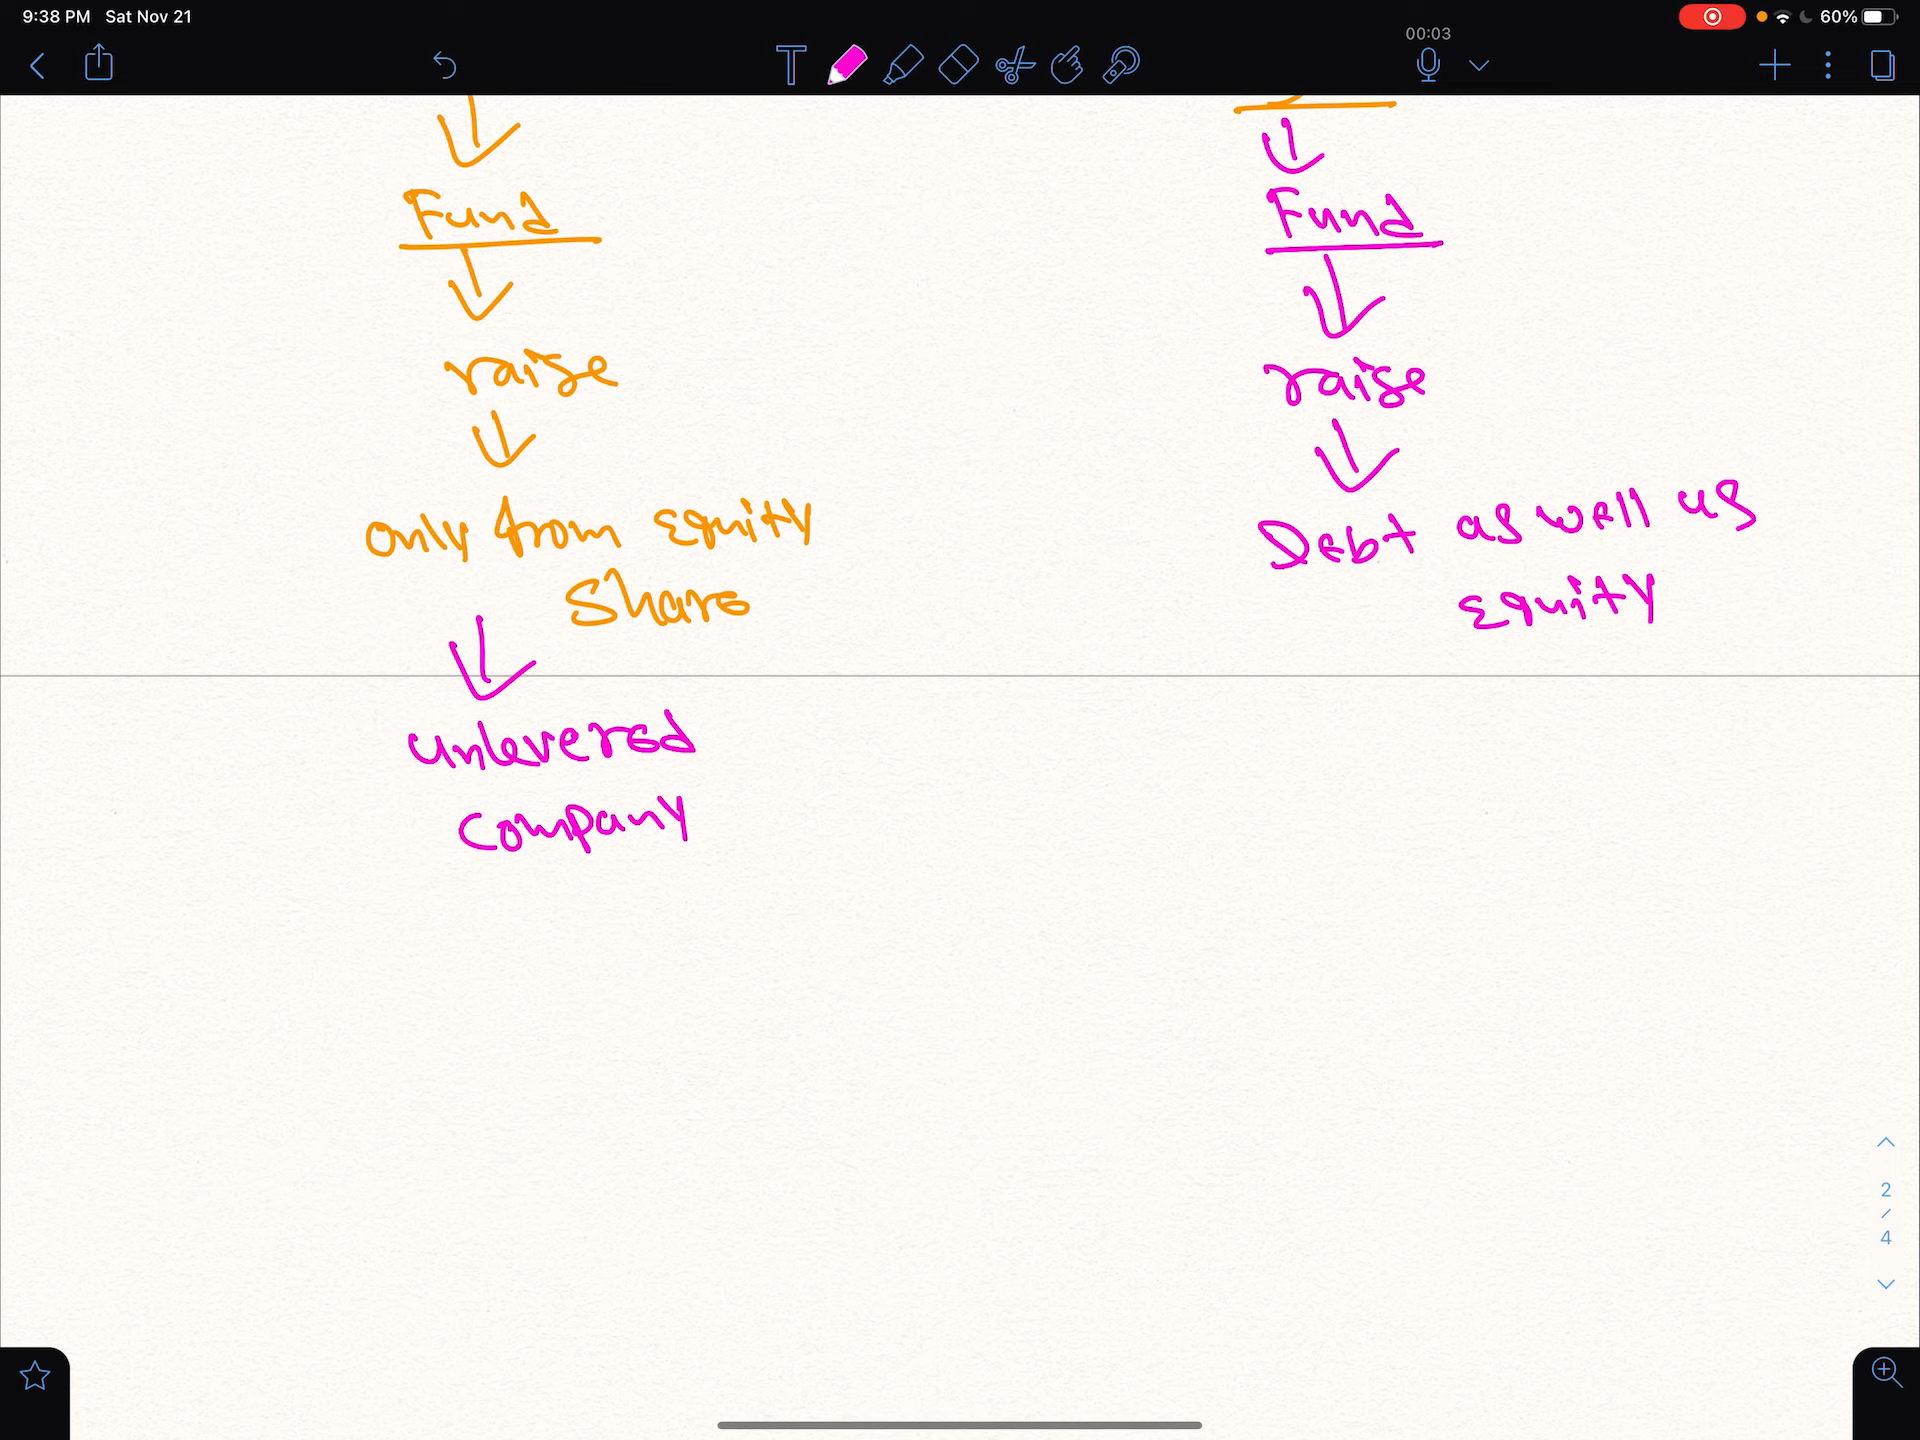 9:38 PM Sat Nov 21
60%
00:03
Fund
raise
only from equity
share
unlevered
company
Fund
raise
Debt as well as
equity
2
/
4